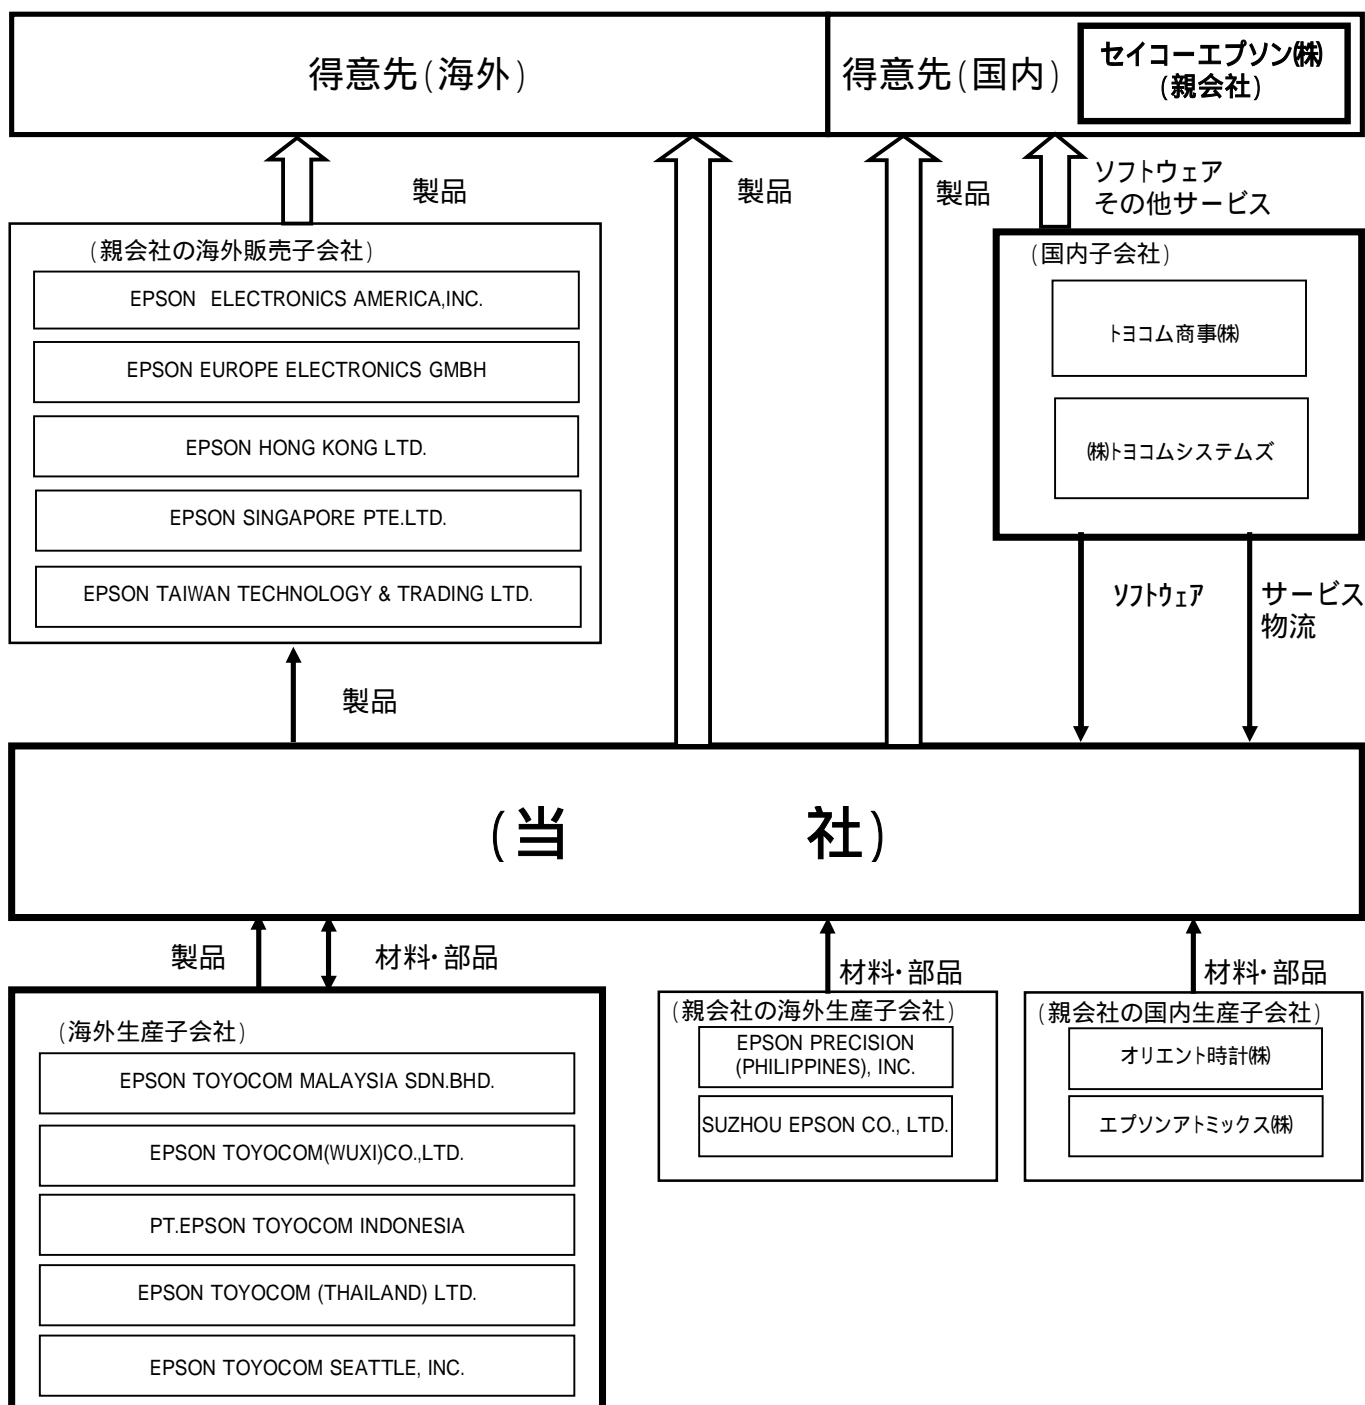 得意先(海外)
得意先(国内)
セイコーエプソン㈱
(親会社)
製品
製品
製品
ソフトウェア
その他サービス
(親会社の海外販売子会社)
EPSON ELECTRONICS AMERICA,INC.
EPSON EUROPE ELECTRONICS GMBH
EPSON HONG KONG LTD.
EPSON SINGAPORE PTE.LTD.
EPSON TAIWAN TECHNOLOGY & TRADING LTD.
(国内子会社)
トヨコム商事㈱
㈱トヨコムシステムズ
製品
ソフトウェア
サービス
物流
(当 社)
製品
材料・部品
材料・部品
材料・部品
(海外生産子会社)
EPSON TOYOCOM MALAYSIA SDN.BHD.
EPSON TOYOCOM(WUXI)CO.,LTD.
PT.EPSON TOYOCOM INDONESIA
EPSON TOYOCOM (THAILAND) LTD.
EPSON TOYOCOM SEATTLE, INC.
(親会社の海外生産子会社)
EPSON PRECISION
(PHILIPPINES), INC.
SUZHOU EPSON CO., LTD.
(親会社の国内生産子会社)
オリエント時計㈱
エプソンアトミックス㈱